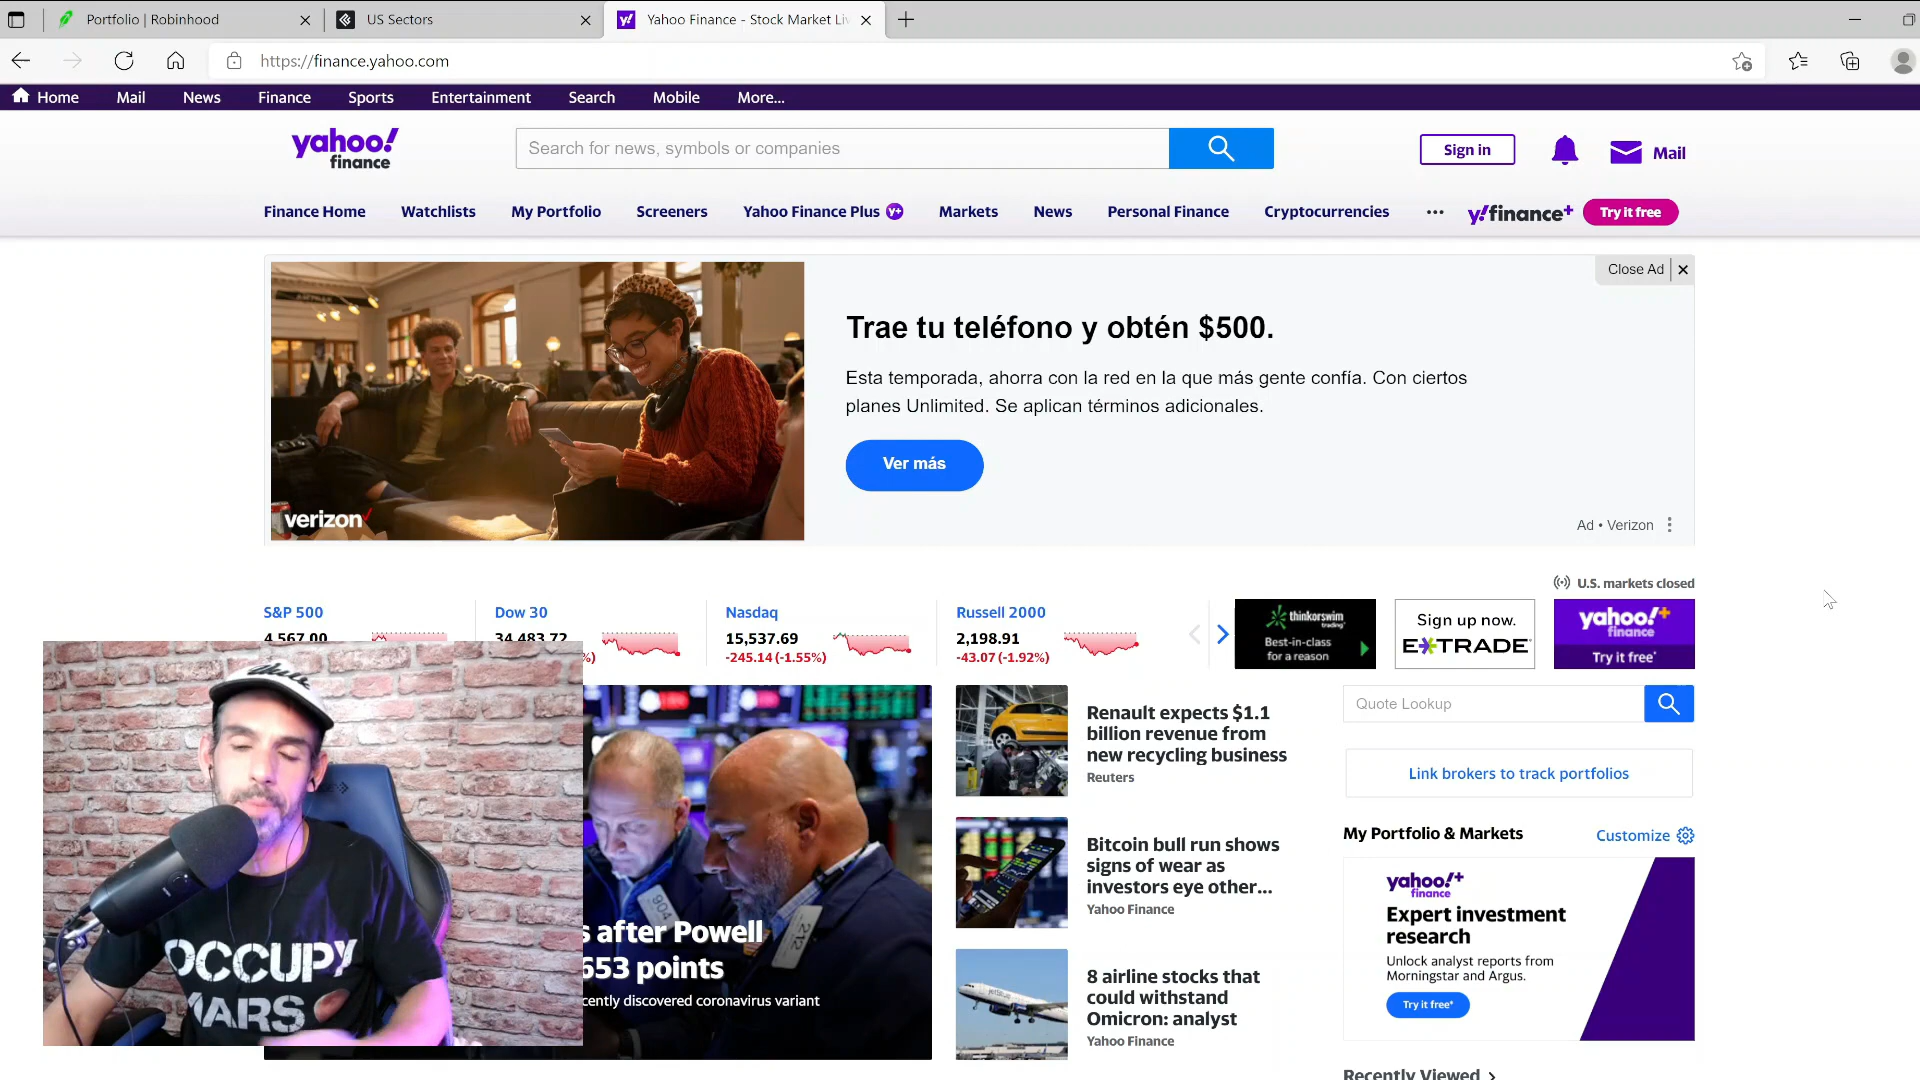 Portfolio | Robinhood
US Sectors
Yahoo Finance - Stock Market Liv
https://finance.yahoo.com
Home Mail News Finance Sports Entertainment Search Mobile More...
yahoo!
finance
Search for news, symbols or companies
Sign in
Mail
Finance Home Watchlists My Portfolio Screeners Yahoo Finance Plus Y+ Markets News Personal Finance Cryptocurrencies ... y!finance+ Try it free
Close Ad
Trae tu teléfono y obtén $500.
Esta temporada, ahorra con la red en la que más gente confía. Con ciertos
planes Unlimited. Se aplican términos adicionales.
Ver más
verizon
Ad • Verizon
U.S. markets closed
S&P 500
4,567.00
Dow 30
34,483.72
%)
Nasdaq
15,537.69
-245.14 (-1.55%)
Russell 2000
2,198.91
-43.07 (-1.92%)
thinkorswim
trading
Best-in-class
for a reason
Sign up now.
E*TRADE
yahoo!+
finance
Try it free*
904
212
s after Powell
653 points
cently discovered coronavirus variant
OCCUPY
MARS
Renault expects $1.1
billion revenue from
new recycling business
Reuters
Bitcoin bull run shows
signs of wear as
investors eye other...
Yahoo Finance
jetBlue
8 airline stocks that
could withstand
Omicron: analyst
Yahoo Finance
Quote Lookup
Link brokers to track portfolios
My Portfolio & Markets
Customize
yahoo!+
finance
Expert investment
research
Unlock analyst reports from
Morningstar and Argus.
Try it free*
Recently Viewed >